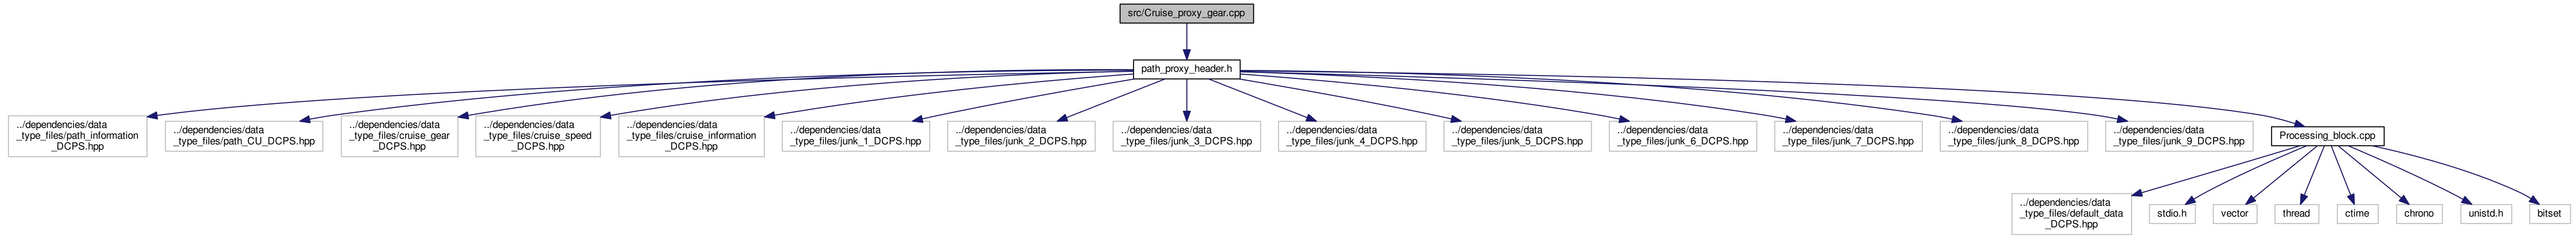 src/Cruise_proxy_gear.cpp
path_proxy_header.h
../dependencies/data
_type_files/path_information
_DCPS.hpp
../dependencies/data
_type_files/path_CU_DCPS.hpp
../dependencies/data
_type_files/cruise_gear
_DCPS.hpp
../dependencies/data
_type_files/cruise_speed
_DCPS.hpp
../dependencies/data
_type_files/cruise_information
_DCPS.hpp
../dependencies/data
_type_files/junk_1_DCPS.hpp
../dependencies/data
_type_files/junk_2_DCPS.hpp
../dependencies/data
_type_files/junk_3_DCPS.hpp
../dependencies/data
_type_files/junk_4_DCPS.hpp
../dependencies/data
_type_files/junk_5_DCPS.hpp
../dependencies/data
_type_files/junk_6_DCPS.hpp
../dependencies/data
_type_files/junk_7_DCPS.hpp
../dependencies/data
_type_files/junk_8_DCPS.hpp
../dependencies/data
_type_files/junk_9_DCPS.hpp
Processing_block.cpp
../dependencies/data
_type_files/default_data
_DCPS.hpp
stdio.h
vector
thread
ctime
chrono
unistd.h
bitset